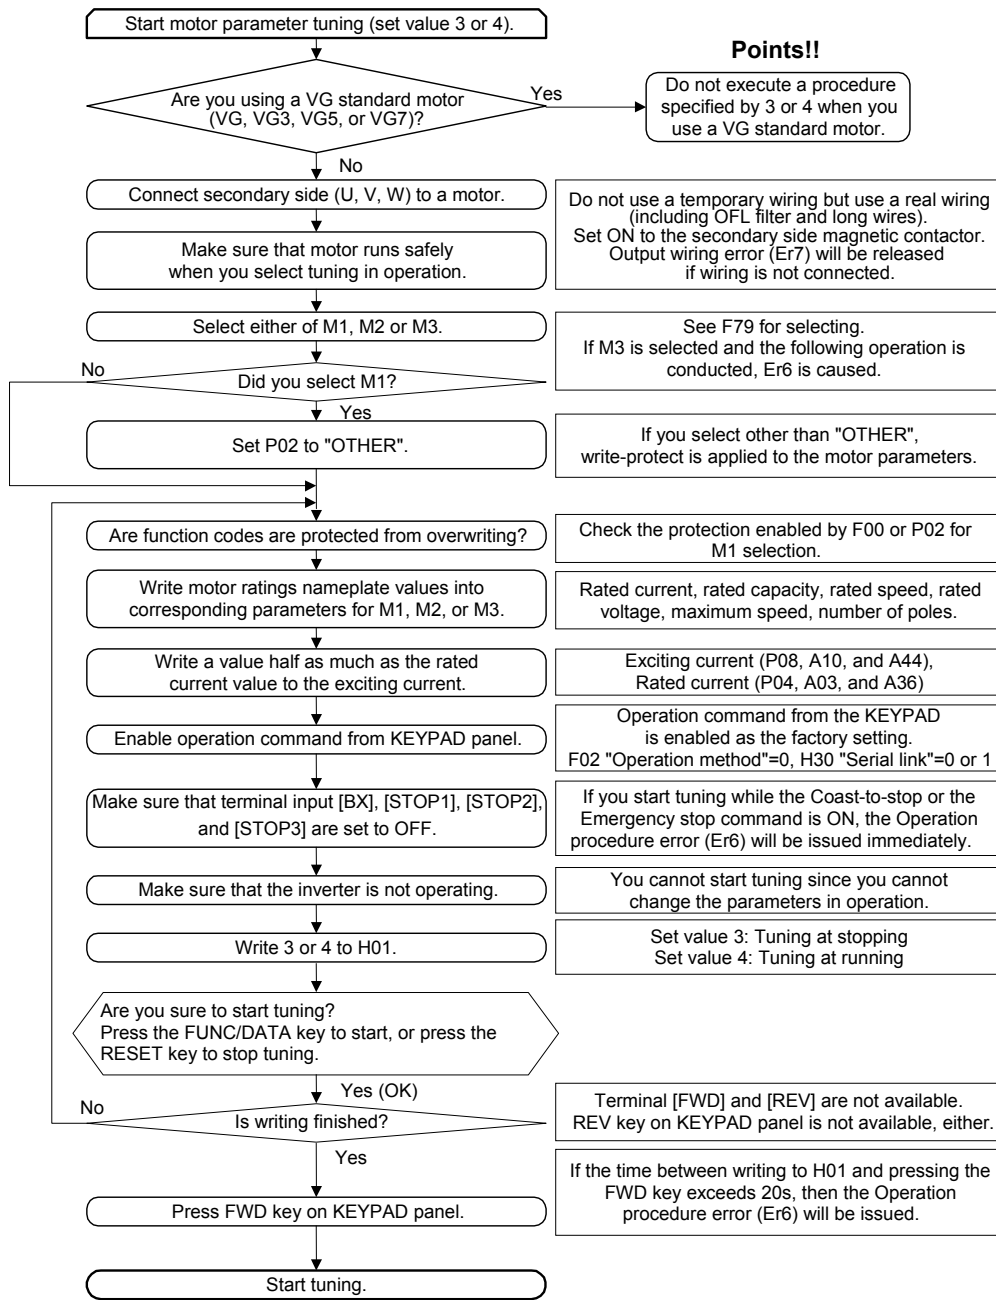 Start motor parameter tuning (set value 3 or 4).
Points!!
Are you using a VG standard motor
(VG, VG3, VG5, or VG7)?
Yes
Do not execute a procedure
specified by 3 or 4 when you
use a VG standard motor.
No
Connect secondary side (U, V, W) to a motor.
Do not use a temporary wiring but use a real wiring
(including OFL filter and long wires).
Set ON to the secondary side magnetic contactor.
Output wiring error (Er7) will be released
if wiring is not connected.
Make sure that motor runs safely
when you select tuning in operation.
Select either of M1, M2 or M3.
See F79 for selecting.
If M3 is selected and the following operation is
conducted, Er6 is caused.
No
Did you select M1?
Yes
Set P02 to "OTHER".
If you select other than "OTHER",
write-protect is applied to the motor parameters.
Are function codes are protected from overwriting?
Check the protection enabled by F00 or P02 for
M1 selection.
Write motor ratings nameplate values into
corresponding parameters for M1, M2, or M3.
Rated current, rated capacity, rated speed, rated
voltage, maximum speed, number of poles.
Write a value half as much as the rated
current value to the exciting current.
Exciting current (P08, A10, and A44),
Rated current (P04, A03, and A36)
Enable operation command from KEYPAD panel.
Operation command from the KEYPAD
is enabled as the factory setting.
F02 "Operation method"=0, H30 "Serial link"=0 or 1
Make sure that terminal input [BX], [STOP1], [STOP2],
and [STOP3] are set to OFF.
If you start tuning while the Coast-to-stop or the
Emergency stop command is ON, the Operation
procedure error (Er6) will be issued immediately.
Make sure that the inverter is not operating.
You cannot start tuning since you cannot
change the parameters in operation.
Write 3 or 4 to H01.
Set value 3: Tuning at stopping
Set value 4: Tuning at running
Are you sure to start tuning?
Press the FUNC/DATA key to start, or press the
RESET key to stop tuning.
Yes (OK)
No
Is writing finished?
Terminal [FWD] and [REV] are not available.
REV key on KEYPAD panel is not available, either.
Yes
Press FWD key on KEYPAD panel.
If the time between writing to H01 and pressing the
FWD key exceeds 20s, then the Operation
procedure error (Er6) will be issued.
Start tuning.